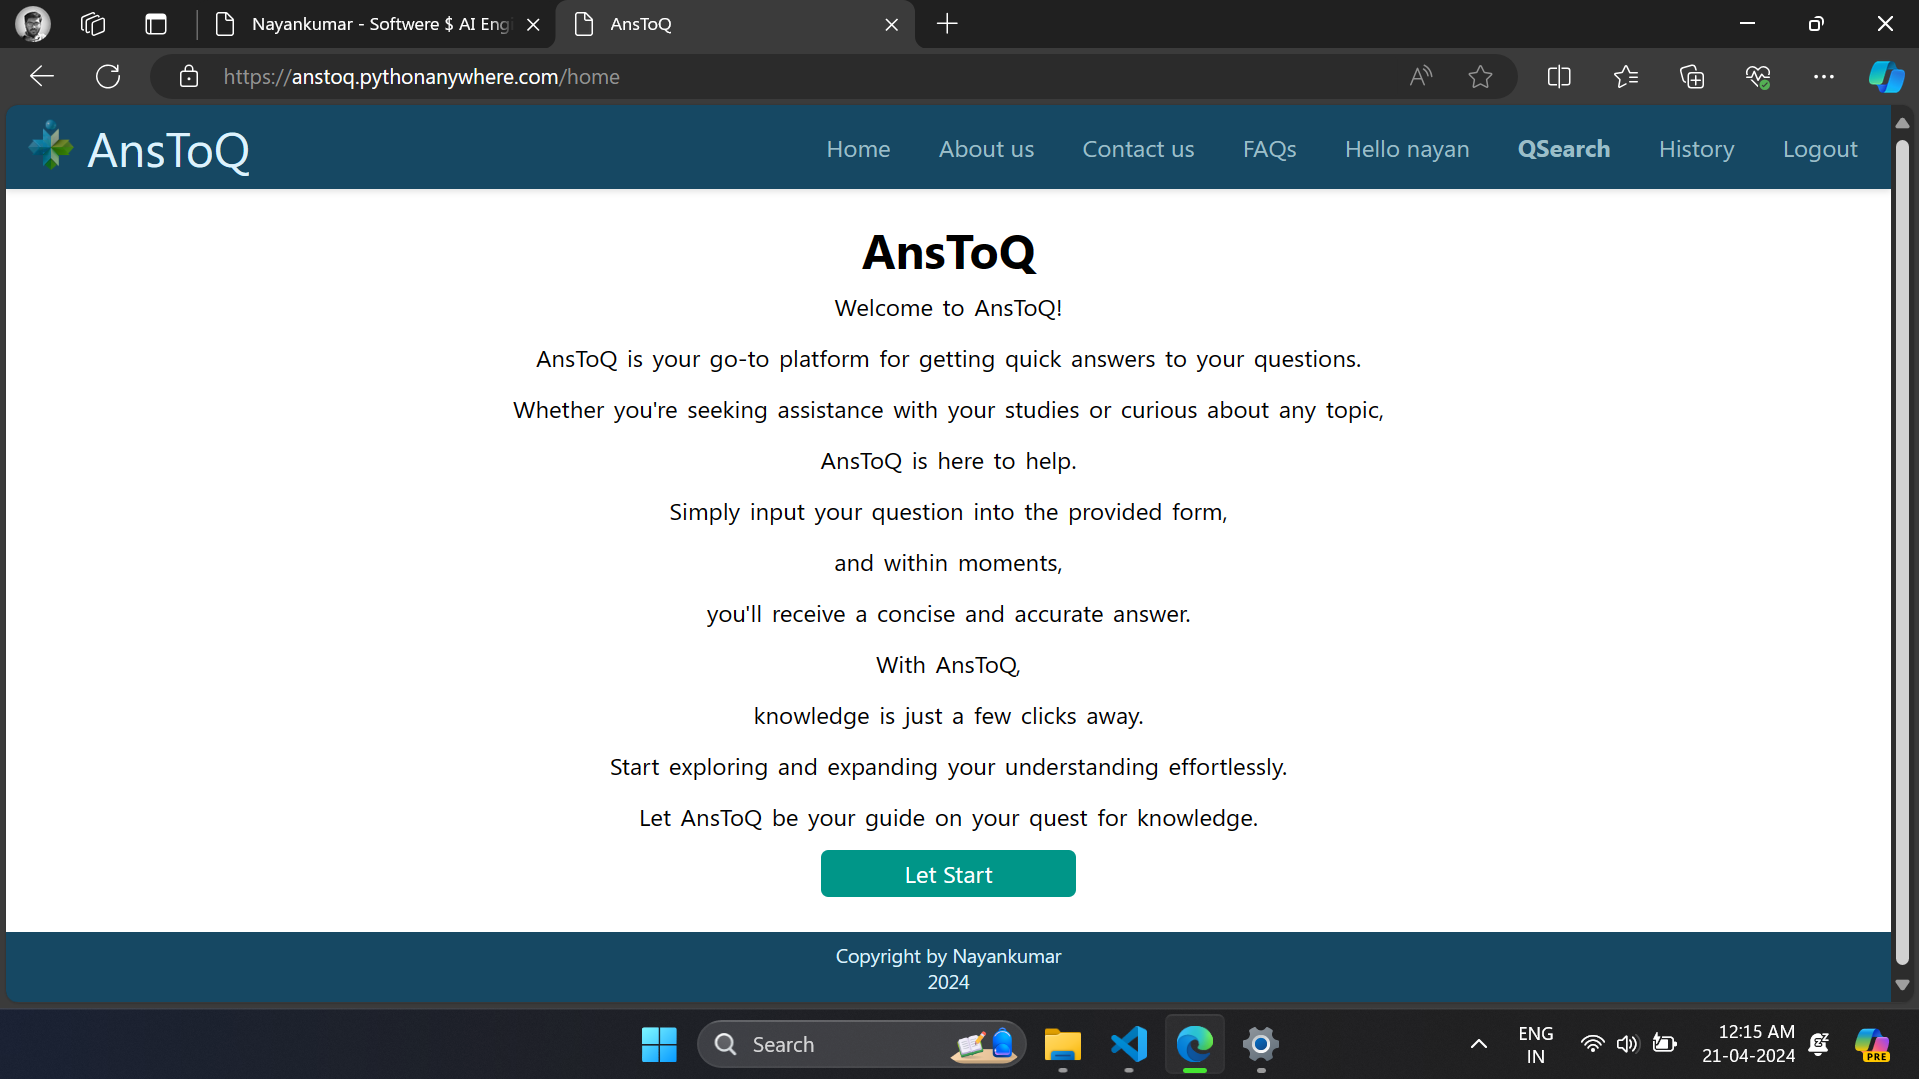 Nayankumar - Softwere $ AI Engi
AnsToQ
https://anstoq.pythonanywhere.com/home
AnsToQ
Home
About us
Contact us
FAQs
Hello nayan
QSearch
History
Logout
AnsToQ
Welcome to AnsToQ!
AnsToQ is your go-to platform for getting quick answers to your questions.
Whether you're seeking assistance with your studies or curious about any topic,
AnsToQ is here to help.
Simply input your question into the provided form,
and within moments,
you'll receive a concise and accurate answer.
With AnsToQ,
knowledge is just a few clicks away.
Start exploring and expanding your understanding effortlessly.
Let AnsToQ be your guide on your quest for knowledge.
Let Start
Copyright by Nayankumar
2024
Search
ENG
IN
12:15 AM
21-04-2024
PRE